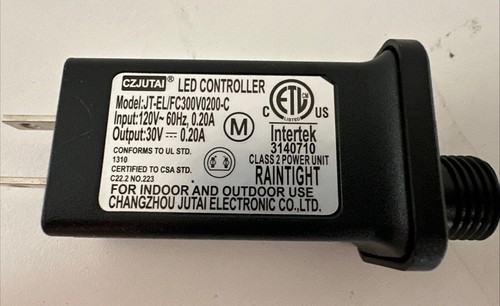 CZJUTAI® LED CONTROLLER
Model:JT-EL/FC300V0200-C
Input:120V~ 60Hz, 0.20A
Output:30V⎓0.20A
CONFORMS TO UL STD.
1310
CERTIFIED TO CSA STD.
C22.2 NO.223
M
C ETL US
LISTED
Intertek
3140710
CLASS 2 POWER UNIT
RAINTIGHT
FOR INDOOR AND OUTDOOR USE
CHANGZHOU JUTAI ELECTRONIC CO.,LTD.